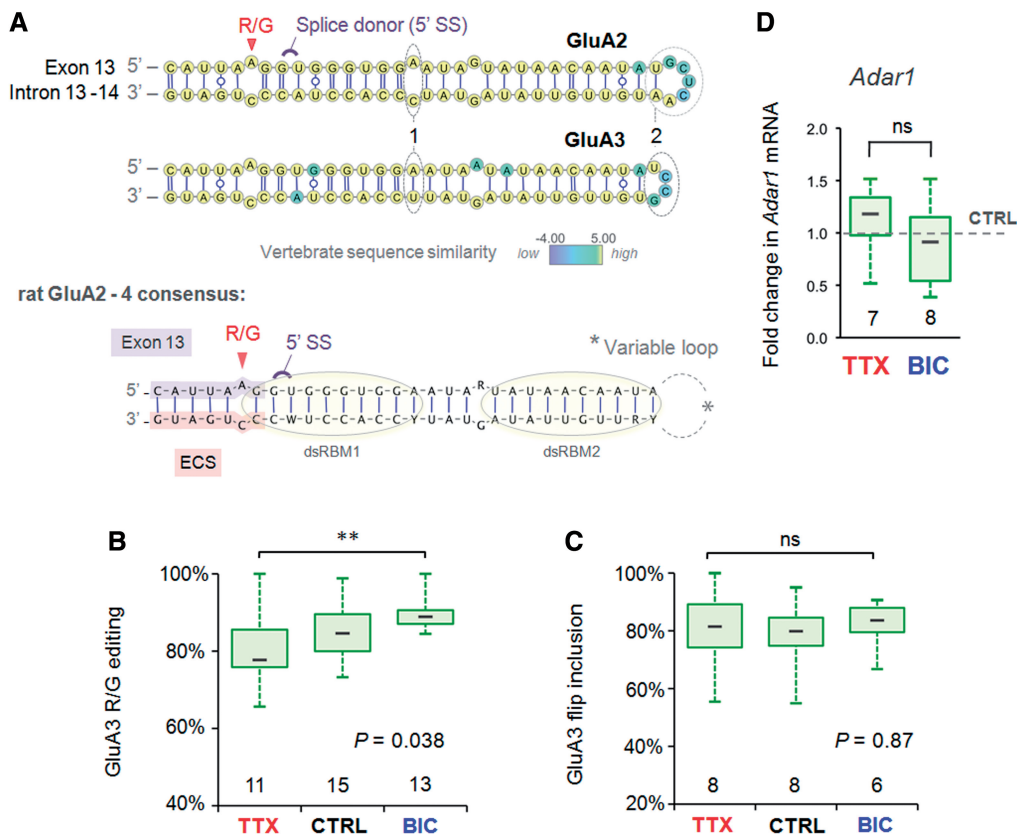 A
R/G
Splice donor (5' SS)
GluA2
Exon 13 5' – CAUUAAGGUGGGUGGAAUAGUAUAACAAUAUGCU
Intron 13 -14 3' – GUAGUCCCAUCCACCCUAUGAUAUUGUUGUAAC
1
2
GluA3
5' – CAUUAAGGUGGGUGGAAUAAUAUAACAAUAUCC
3' – GUAGUCCCAUCCACCUUAUGAUAUUGUUGUG
Vertebrate sequence similarity
-4.00 5.00
low high
rat GluA2 - 4 consensus:
Exon 13
R/G
5' SS
* Variable loop
5' -C-A-U-U-A-A-G-G-U-G-G-G-U-G-G-A-A-U-A-R-U-A-U-A-A-C-A-A-U-A
3' -G-U-A-G-U-C-C-C-W-U-C-C-A-C-C-Y-U-A-U-G-A-U-A-U-U-G-U-U-R-Y
*
ECS
dsRBM1
dsRBM2
D
Adar1
Fold change in Adar1 mRNA
2.0
1.5
1.0
0.5
0.0
ns
CTRL
7 8
TTX BIC
B
GluA3 R/G editing
100%
80%
60%
40%
**
P = 0.038
11 15 13
TTX CTRL BIC
C
GluA3 flip inclusion
100%
80%
60%
40%
20%
ns
P = 0.87
8 8 6
TTX CTRL BIC